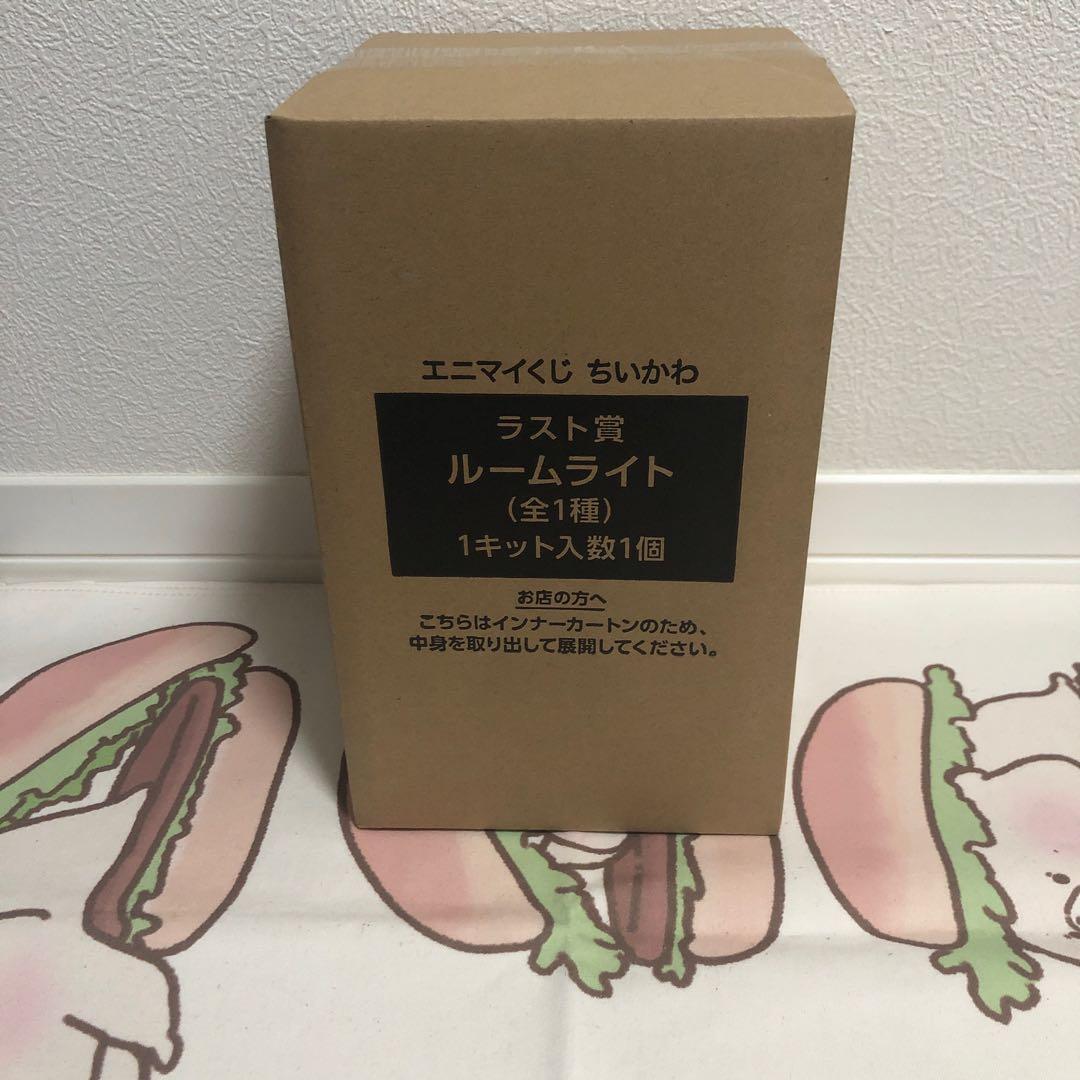 エニマイくじ ちいかわ
ラスト賞
ルームライト
(全1種)
1キット入数1個
お店の方へ
こちらはインナーカートンのため、
中身を取り出して展開してください。